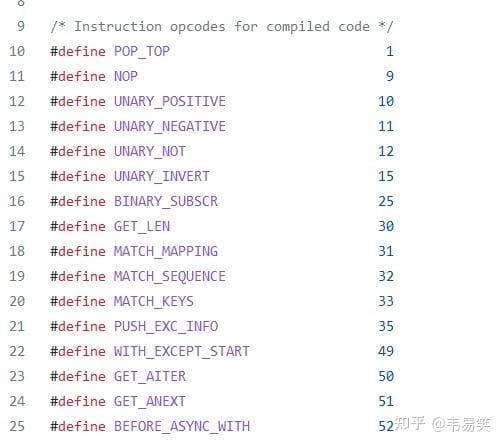 9 /* Instruction opcodes for compiled code */
10 #define POP_TOP 1
11 #define NOP 9
12 #define UNARY_POSITIVE 10
13 #define UNARY_NEGATIVE 11
14 #define UNARY_NOT 12
15 #define UNARY_INVERT 15
16 #define BINARY_SUBSCR 25
17 #define GET_LEN 30
18 #define MATCH_MAPPING 31
19 #define MATCH_SEQUENCE 32
20 #define MATCH_KEYS 33
21 #define PUSH_EXC_INFO 35
22 #define WITH_EXCEPT_START 49
23 #define GET_AITER 50
24 #define GET_ANEXT 51
25 #define BEFORE_ASYNC_WITH 52
知乎 @韦易笑